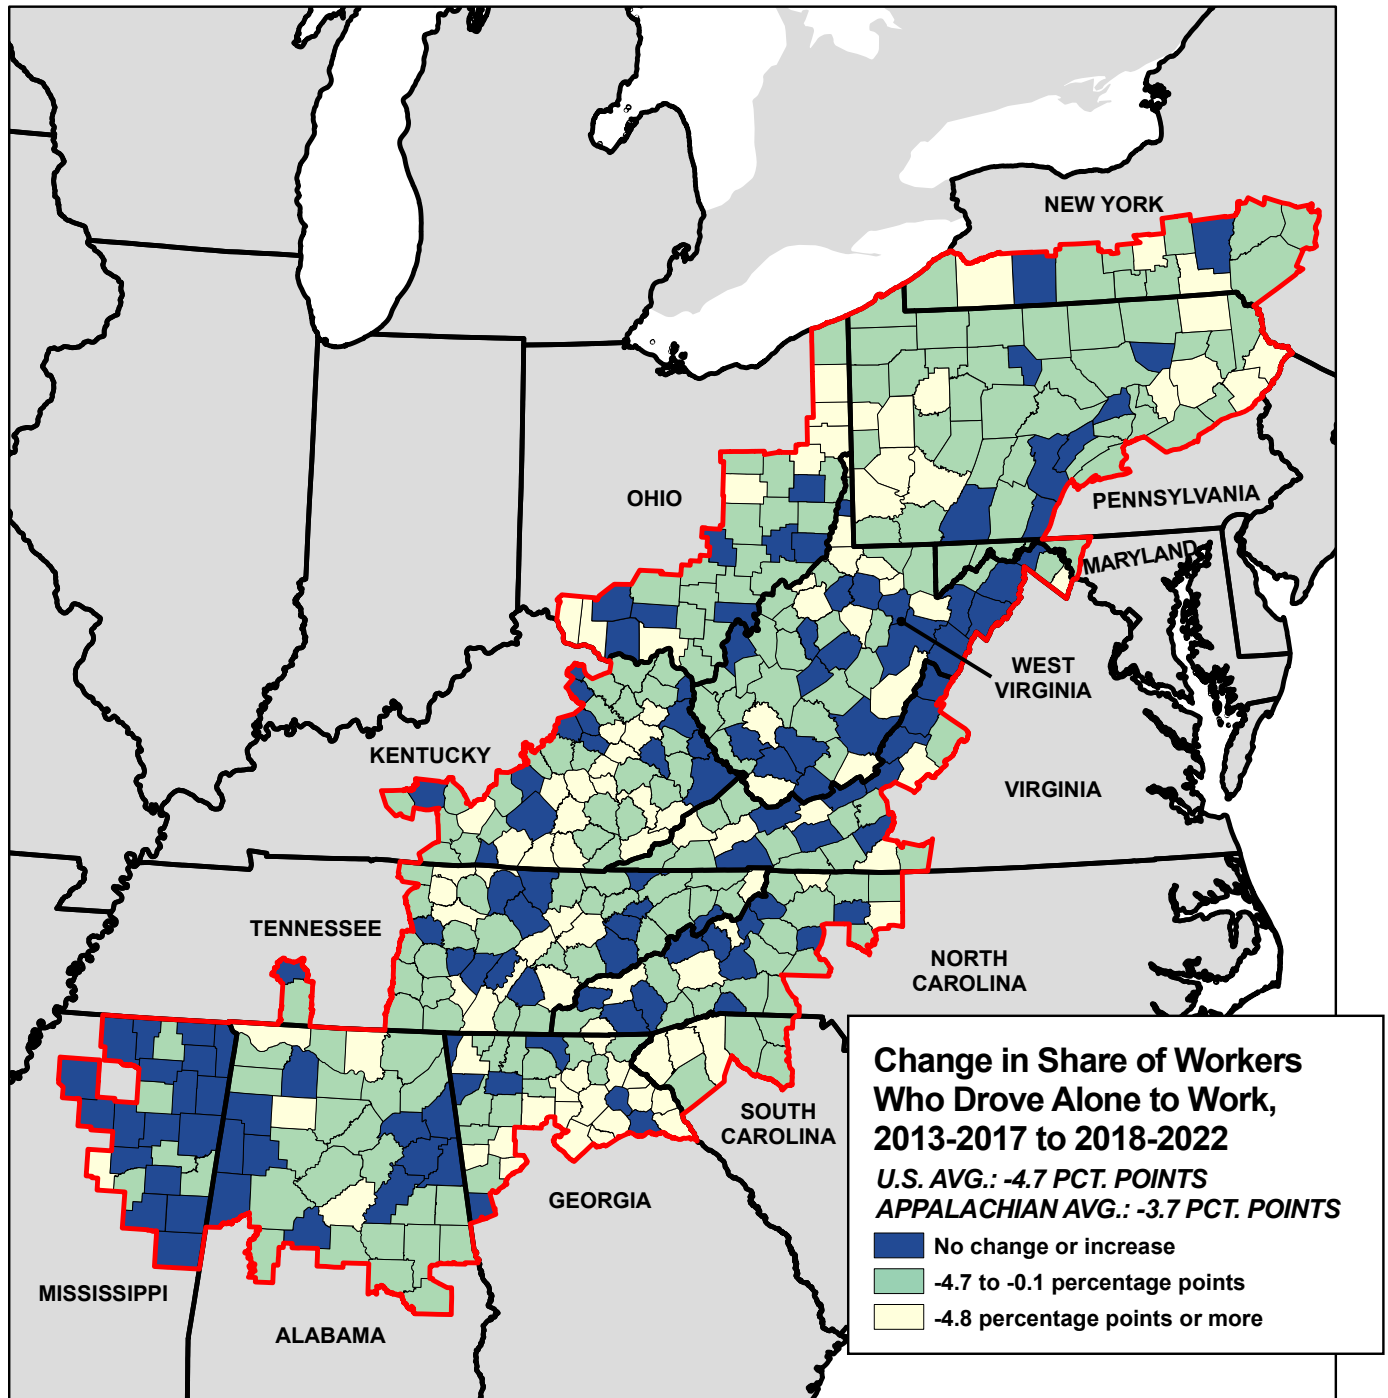 NEW YORK
OHIO
PENNSYLVANIA
MARYLAND
WEST
VIRGINIA
KENTUCKY
VIRGINIA
TENNESSEE
NORTH
CAROLINA
SOUTH
CAROLINA
GEORGIA
MISSISSIPPI
ALABAMA
Change in Share of Workers
Who Drove Alone to Work,
2013-2017 to 2018-2022
U.S. AVG.: -4.7 PCT. POINTS
APPALACHIAN AVG.: -3.7 PCT. POINTS
No change or increase
-4.7 to -0.1 percentage points
-4.8 percentage points or more